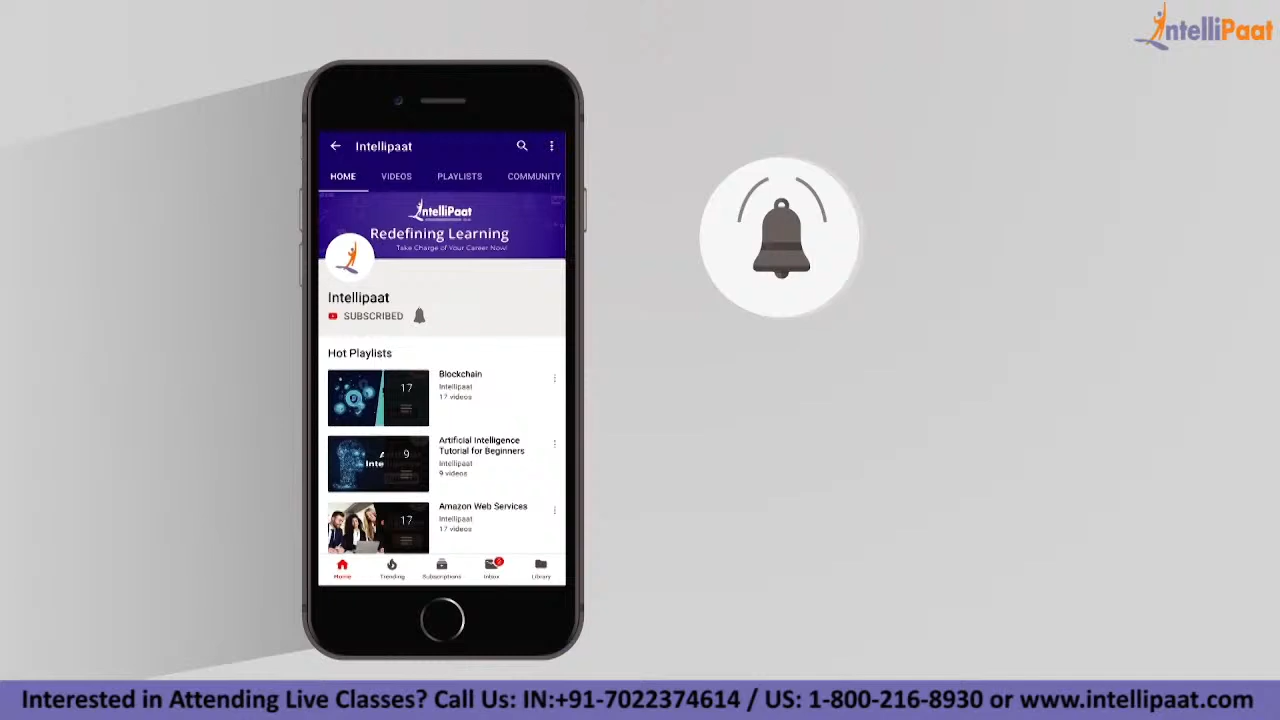 IntelliPaat
Intellipaat
HOME VIDEOS PLAYLISTS COMMUNITY
IntelliPaat
Redefining Learning
Take Charge of Your Career Now!
Intellipaat
SUBSCRIBED
Hot Playlists
17
Blockchain
Intellipaat
17 videos
9
Artificial Intelligence
Tutorial for Beginners
Intellipaat
9 videos
17
Amazon Web Services
Intellipaat
17 videos
Home Trending Subscriptions Inbox Library
Interested in Attending Live Classes? Call Us: IN:+91-7022374614 / US: 1-800-216-8930 or www.intellipaat.com